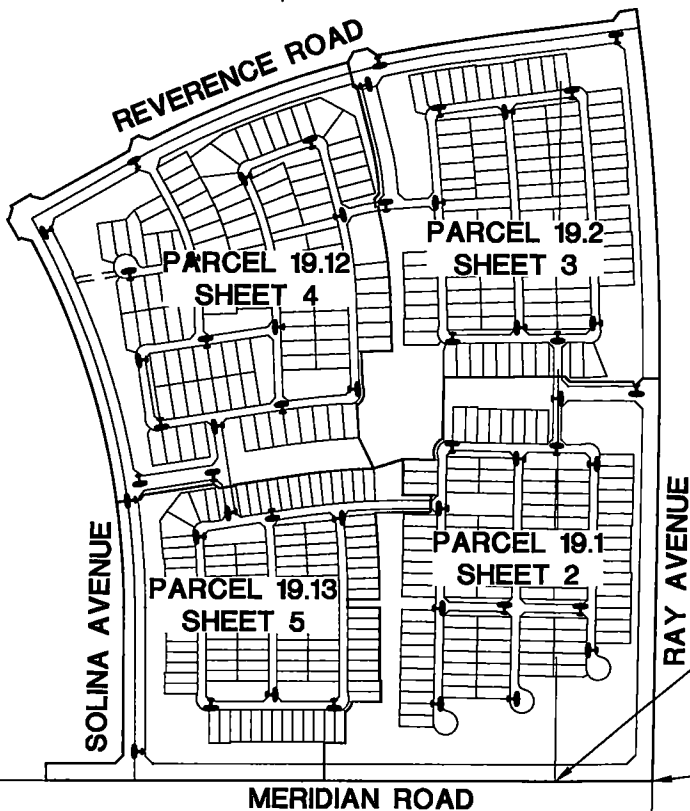 REVERENCE ROAD
PARCEL 19.12
SHEET 4
PARCEL 19.2
SHEET 3
PARCEL 19.1
SHEET 2
PARCEL 19.13
SHEET 5
SOLINA AVENUE
RAY AVENUE
MERIDIAN ROAD